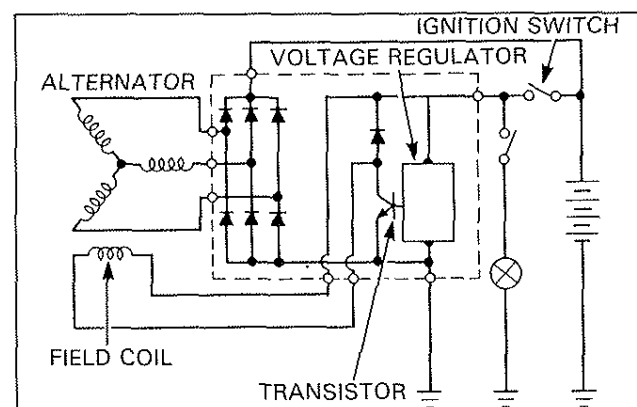 IGNITION SWITCH
VOLTAGE REGULATOR
ALTERNATOR
FIELD COIL
TRANSISTOR